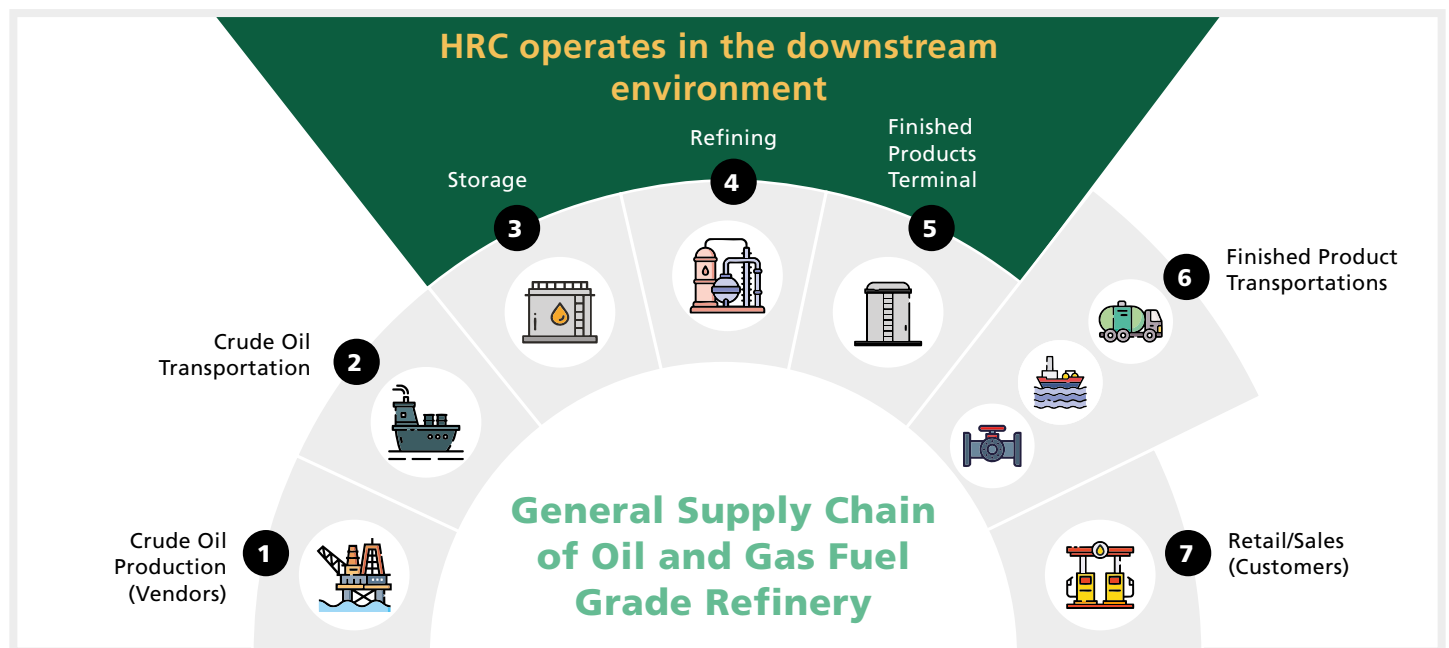 HRC operates in the downstream
environment
Crude Oil
Production
(Vendors)
1
Crude Oil
Transportation
2
Storage
3
Refining
4
Finished
Products
Terminal
5
6
Finished Product
Transportations
7
Retail/Sales
(Customers)
General Supply Chain
of Oil and Gas Fuel
Grade Refinery